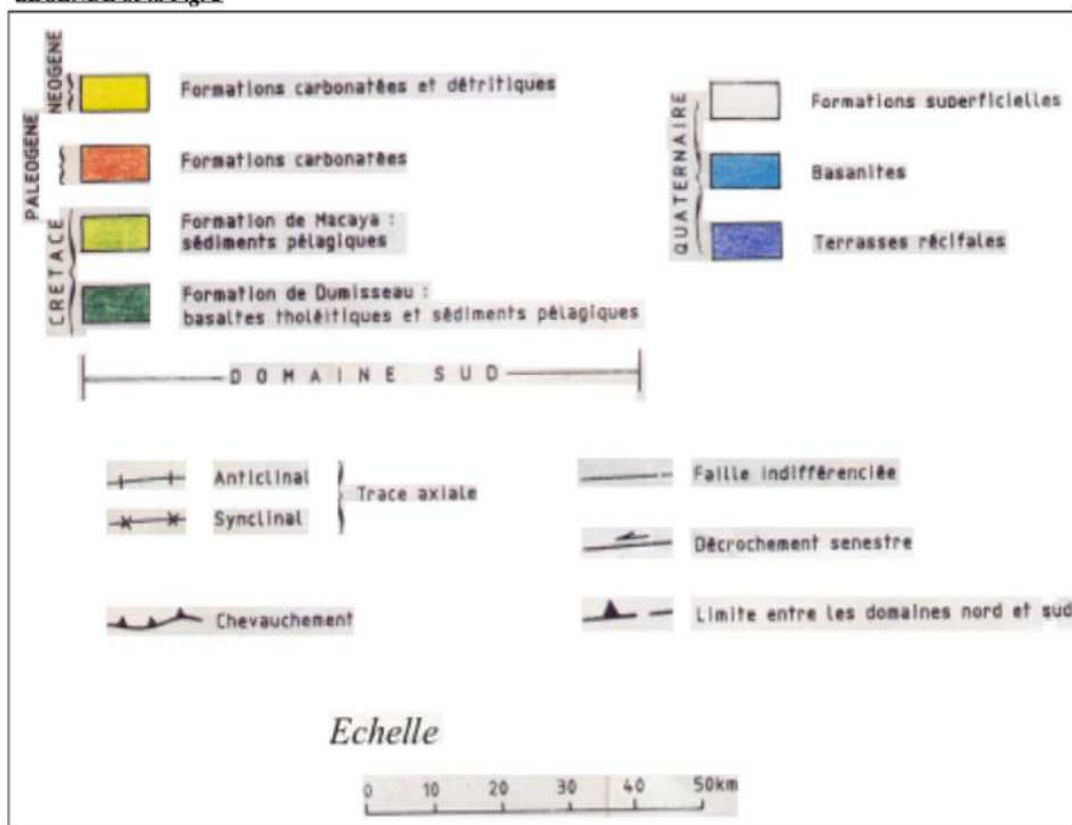 NEOGENE
Formations carbonatées et détritiques
PALEOGENE
Formations carbonatées
CRETACE
Formation de Macaya :
sédiments pélagiques
Formation de Dumisseau :
basaltes tholéitiques et sédiments pélagiques
DOMAINE SUD
QUATERNAIRE
Formations superficielles
Basanites
Terrasses récifales
Anticlinal
Synclinal
Trace axiale
Chevauchement
Faille indifférenciée
Décrochement senestre
Limite entre les domaines nord et sud
Echelle
0 10 20 30 40 50km